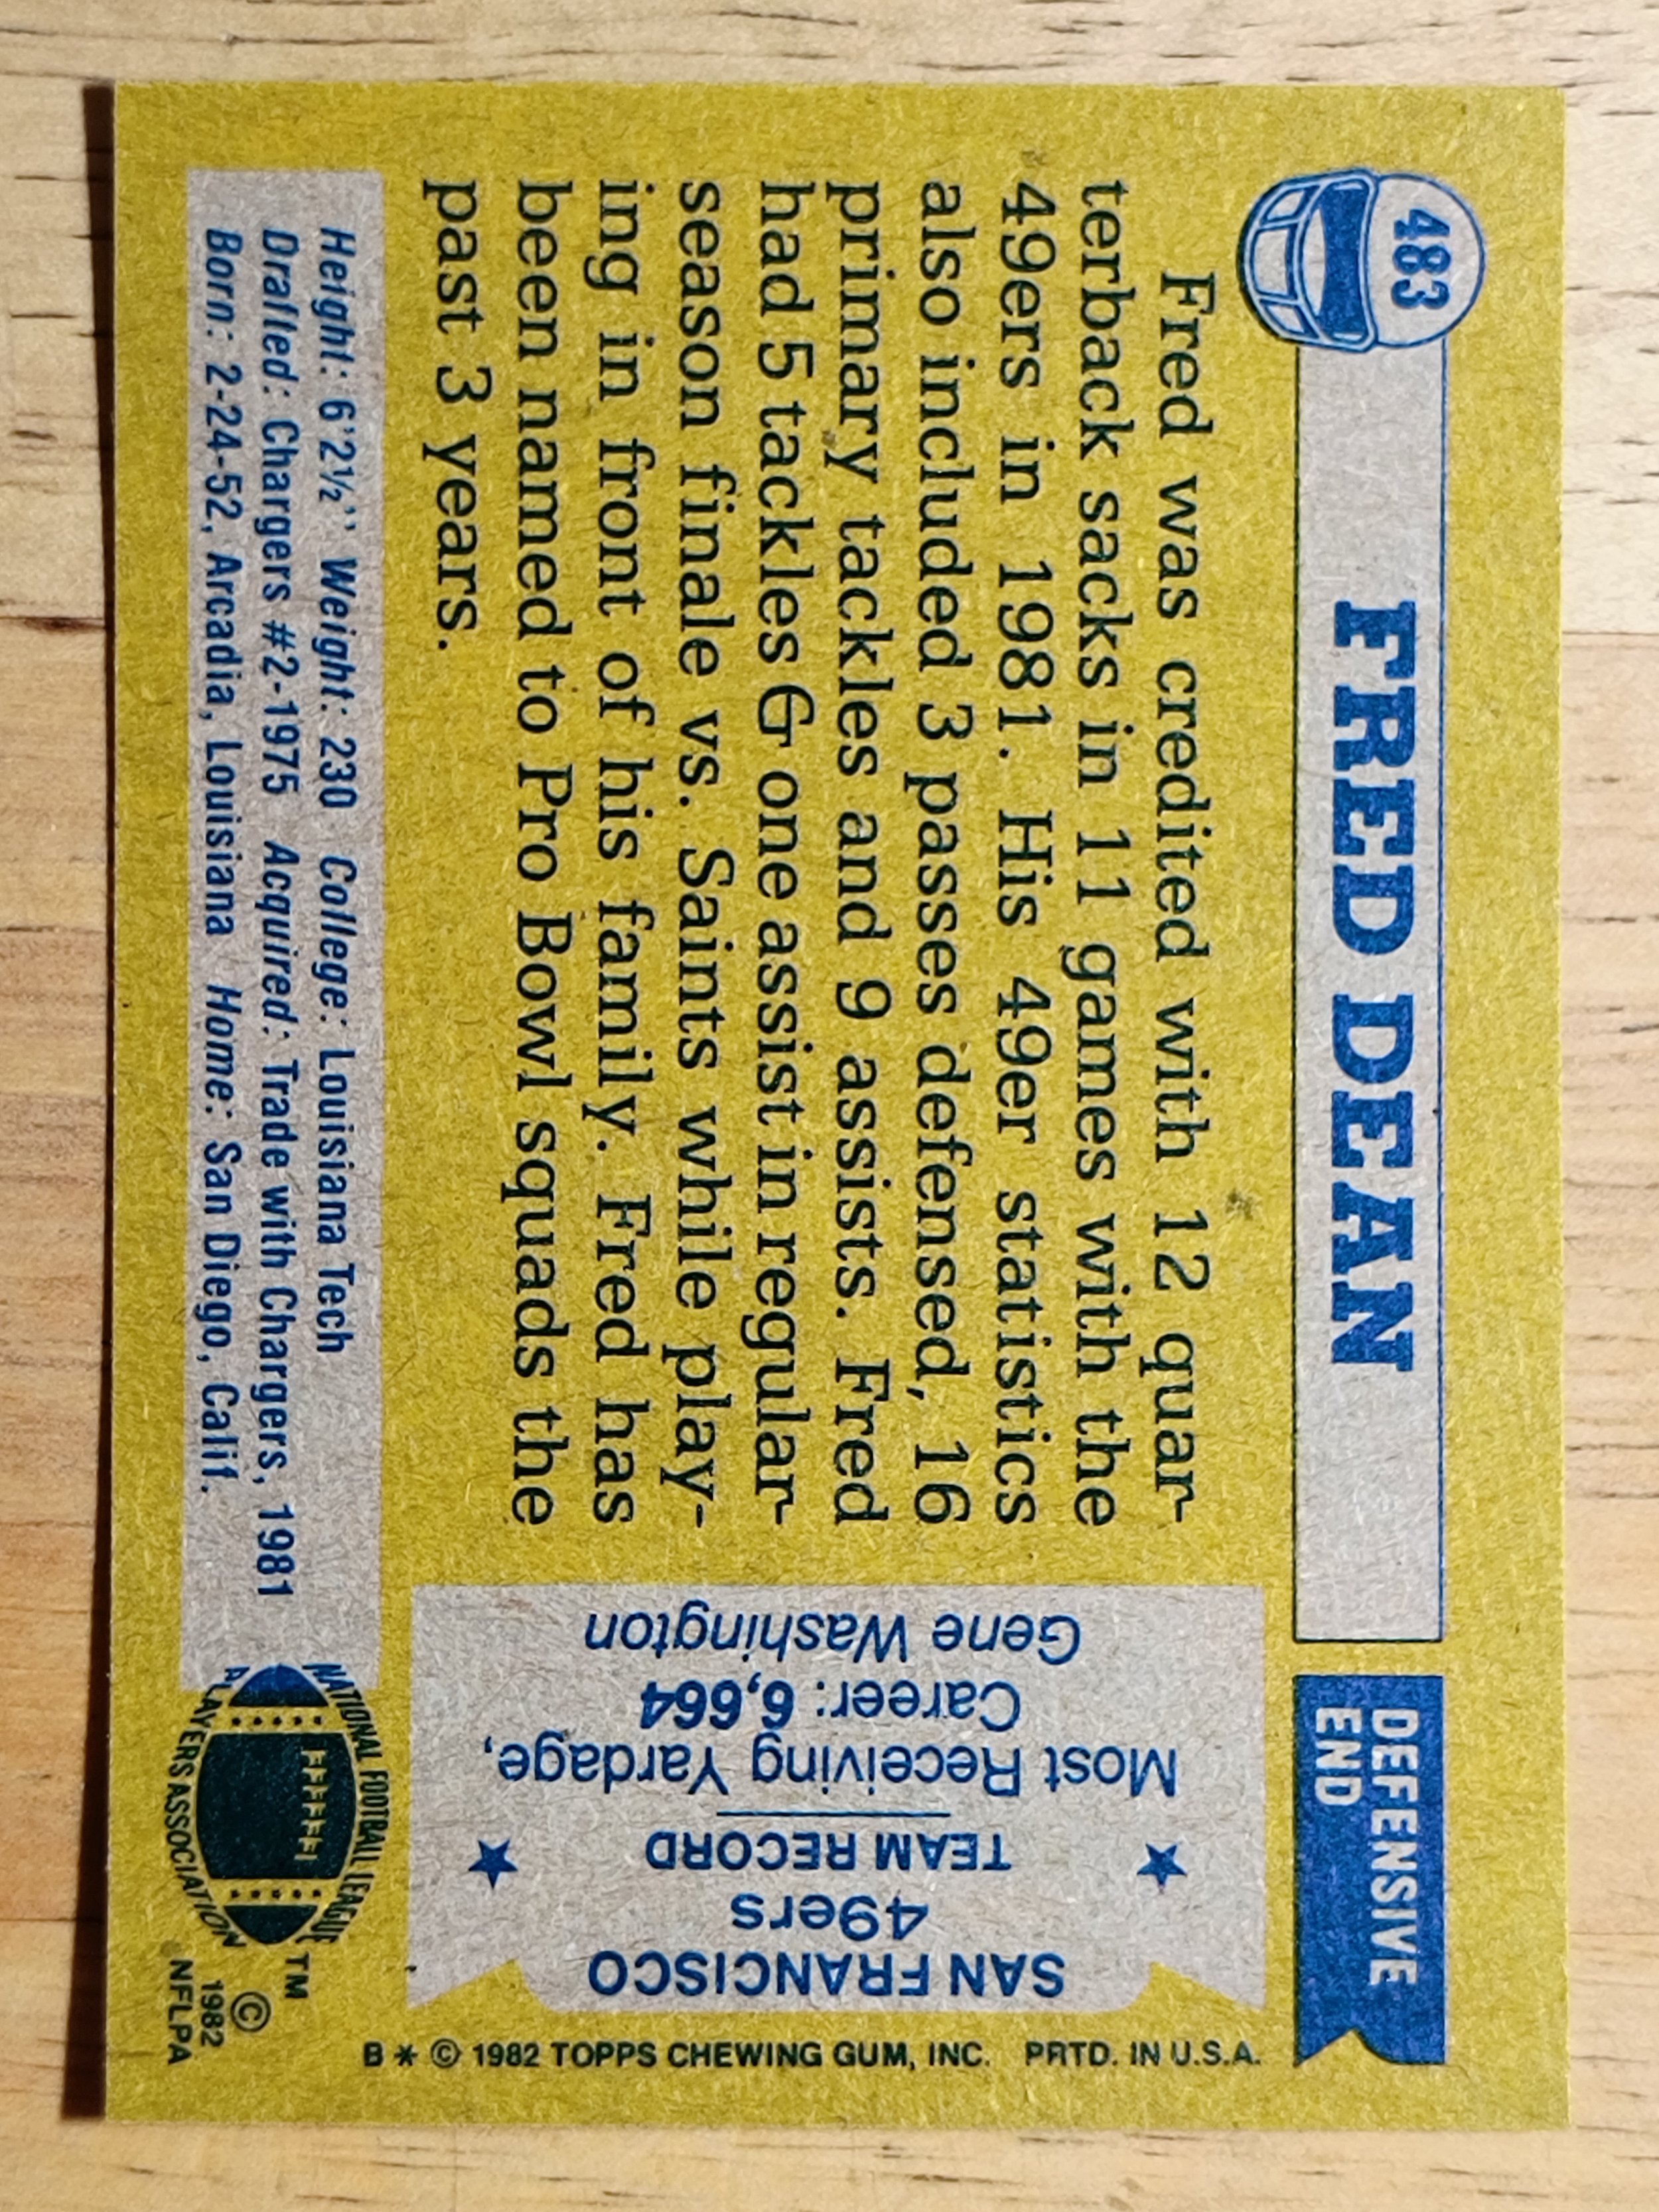 483
FRED DEAN
DEFENSIVE
END
Fred was credited with 12 quar-
terback sacks in 11 games with the
49ers in 1981. His 49er statistics
also included 3 passes defensed, 16
primary tackles and 9 assists. Fred
had 5 tackles & one assist in regular-
season finale vs. Saints while play-
ing in front of his family. Fred has
been named to Pro Bowl squads the
past 3 years.
Height: 6'2½'' Weight: 230 College: Louisiana Tech
Drafted: Chargers #2-1975 Acquired: Trade with Chargers, 1981
Born: 2-24-52, Arcadia, Louisiana Home: San Diego, Calif.
SAN FRANCISCO
49ers
★ TEAM RECORD ★
Most Receiving Yardage,
Career: 6,664
Gene Washington
NATIONAL FOOTBALL LEAGUE
PLAYERS ASSOCIATION
TM
©
1982
NFLPA
B * © 1982 TOPPS CHEWING GUM, INC. PRTD. IN U.S.A.